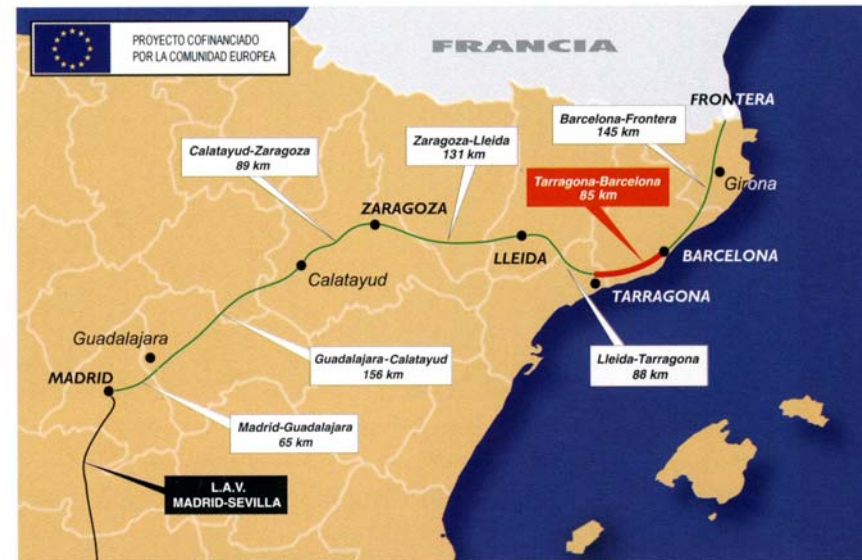 PROYECTO COFINANCIADO
POR LA COMUNIDAD EUROPEA
FRANCIA
FRONTERA
Barcelona-Frontera
145 km
Calatayud-Zaragoza
89 km
Zaragoza-Lleida
131 km
Tarragona-Barcelona
85 km
Girona
ZARAGOZA
LLEIDA
BARCELONA
Calatayud
TARRAGONA
Guadalajara
Guadalajara-Calatayud
156 km
Lleida-Tarragona
88 km
MADRID
Madrid-Guadalajara
65 km
L.A.V.
MADRID-SEVILLA